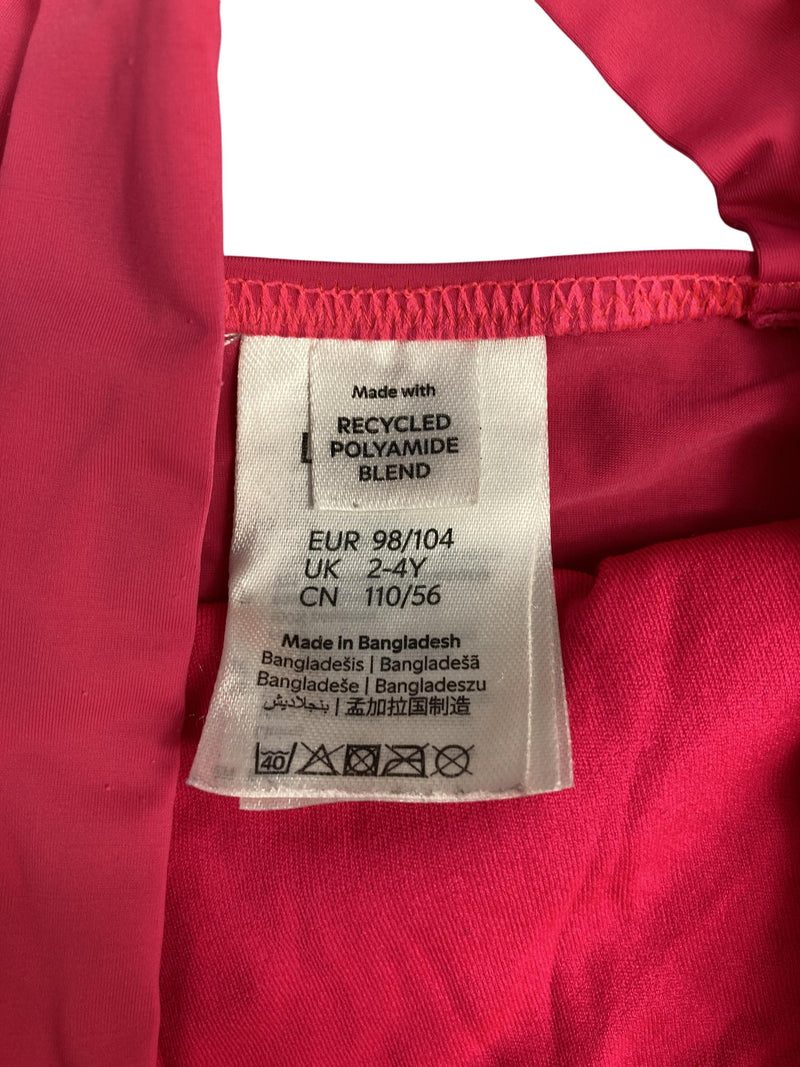 Made with
RECYCLED
POLYAMIDE
BLEND
EUR 98/104
UK 2-4Y
CN 110/56
Made in Bangladesh
Bangladešis | Bangladešā
Bangladeše | Bangladeszu
بنجلاديش | 孟加拉国制造
40